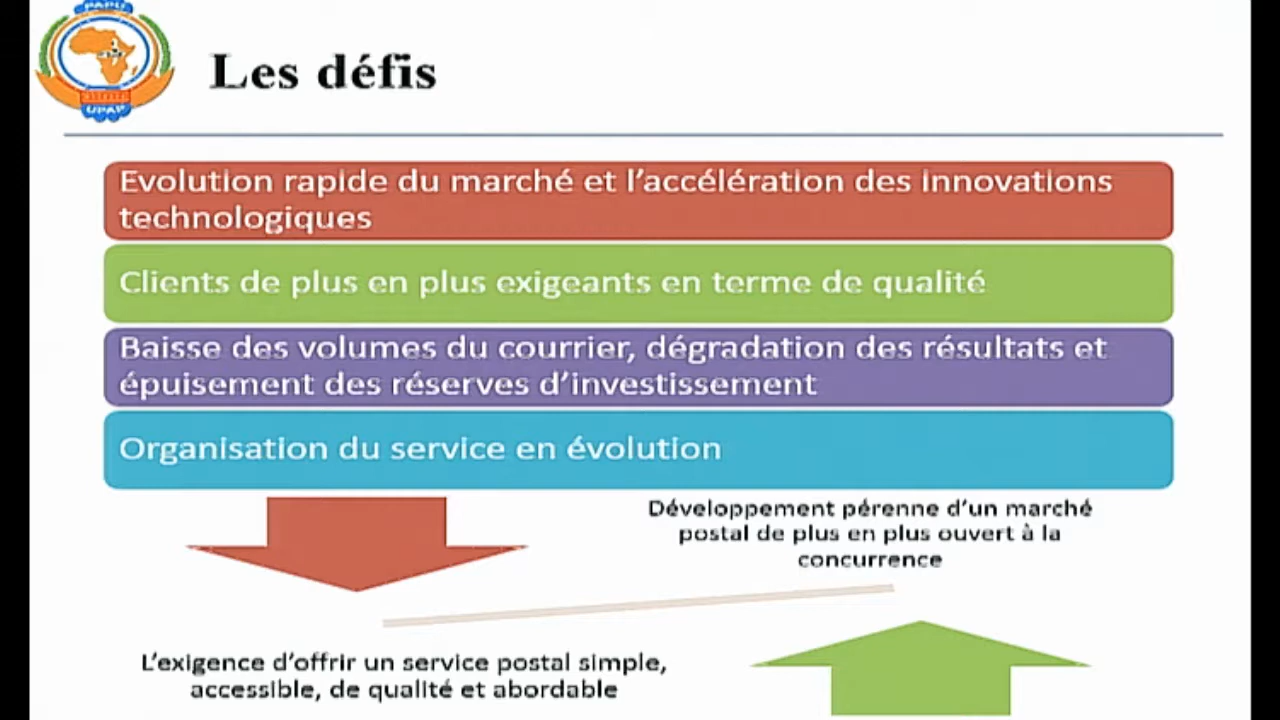 PAPU
UPAP
Les défis
Evolution rapide du marché et l'accélération des innovations
technologiques
Clients de plus en plus exigeants en terme de qualité
Baisse des volumes du courrier, dégradation des résultats et
épuisement des réserves d'investissement
Organisation du service en évolution
Développement pérenne d'un marché
postal de plus en plus ouvert à la
concurrence
L'exigence d'offrir un service postal simple,
accessible, de qualité et abordable